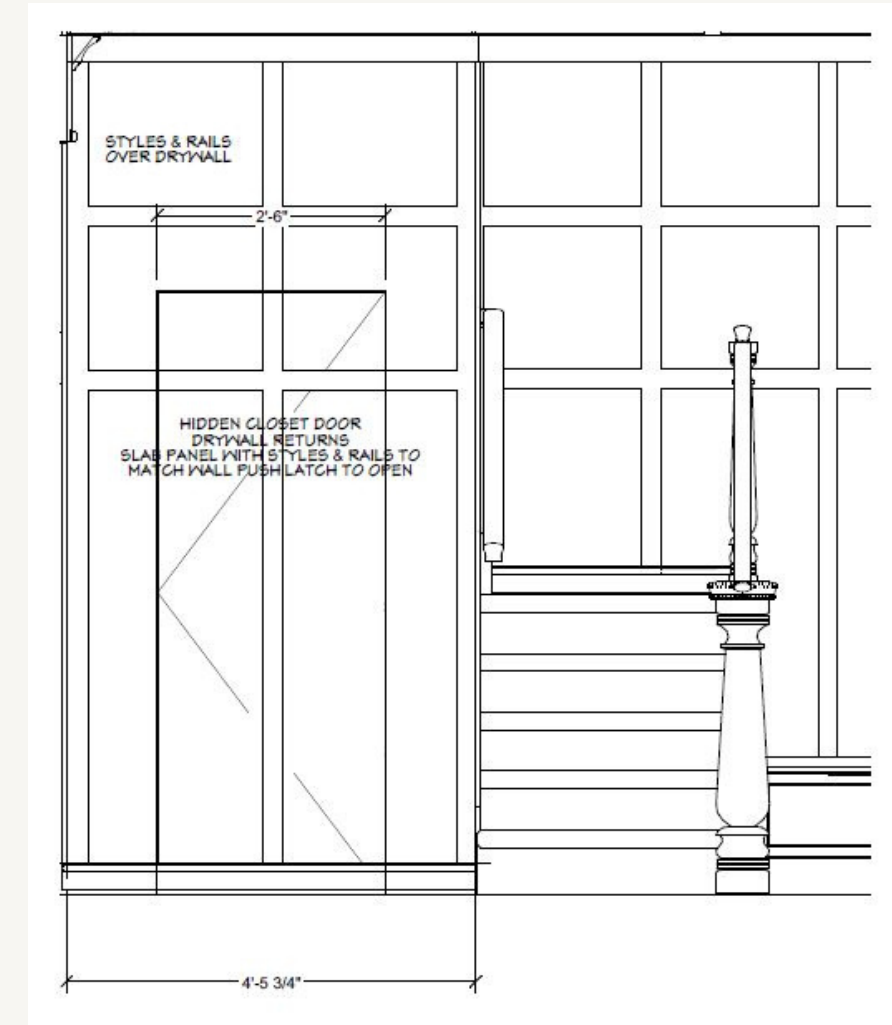 STYLES & RAILS
OVER DRYWALL
2'-6"
HIDDEN CLOSET DOOR
DRYWALL RETURNS
SLAB PANEL WITH STYLES & RAILS TO
MATCH WALL PUSH LATCH TO OPEN
4'-5 3/4"